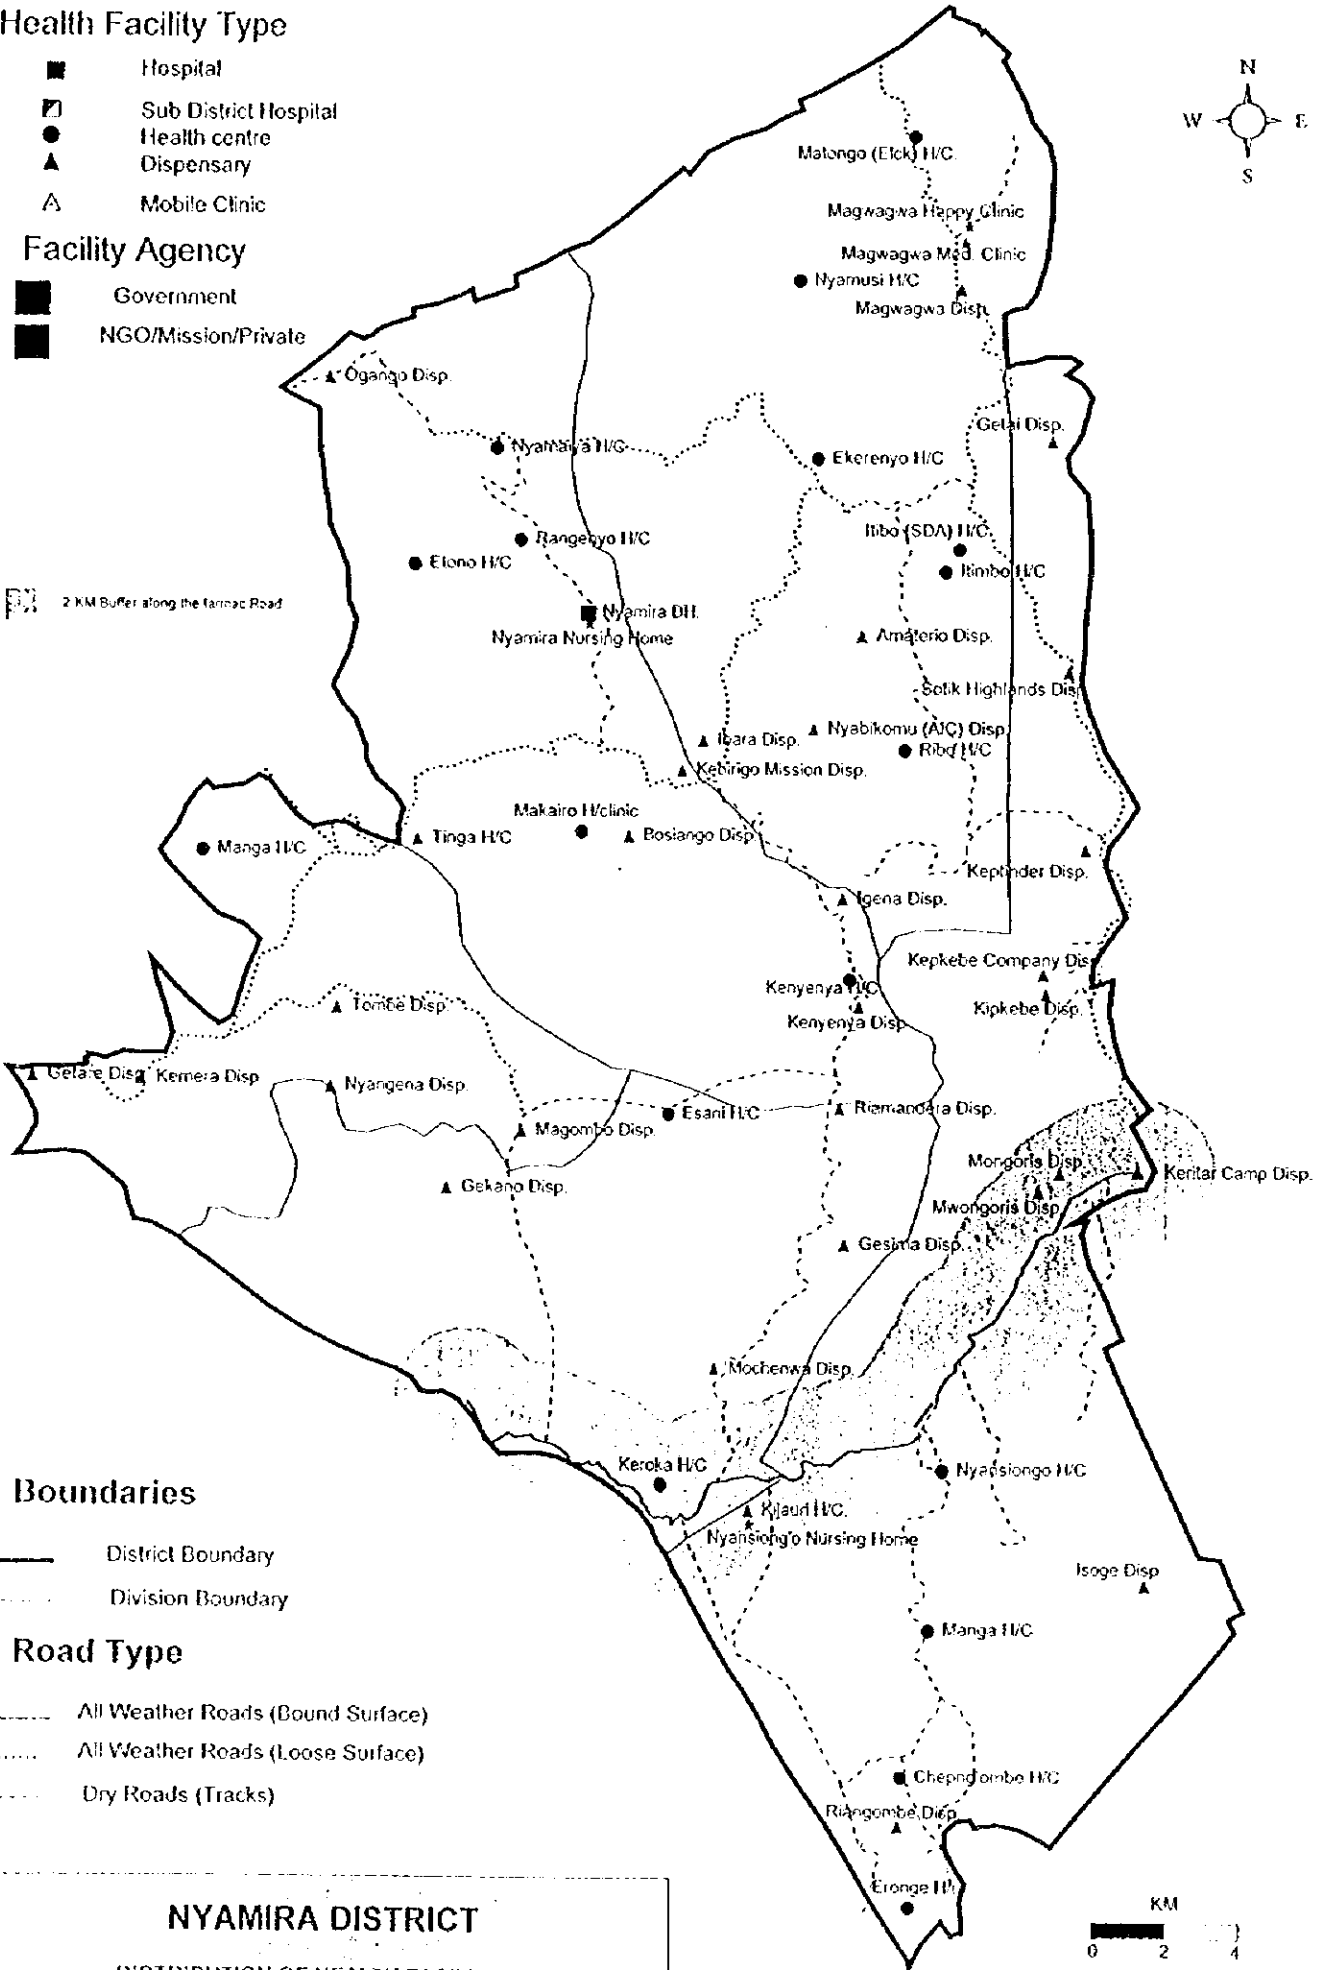 Health Facility Type
Hospital
Sub District Hospital
Health centre
Dispensary
Mobile Clinic
Facility Agency
Government
NGO/Mission/Private
2 KM Buffer along the tarmac Road
N
W
E
S
Matongo (Elck) H/C.
Magwagwa Happy Clinic
Magwagwa Med. Clinic
Nyamusi H/C
Magwagwa Disp.
Ogango Disp.
Getai Disp.
Nyamaiya H/C
Ekerenyo H/C
Itibo (SDA) H/C.
Rangenyo H/C
Etono H/C
Itimbo H/C
Nyamira DH.
Nyamira Nursing Home
Amaterio Disp.
Sotik Highlands Disp
Nyabikomu (AIC) Disp.
Ibara Disp.
Ribo H/C
Kebirigo Mission Disp.
Makairo H/clinic
Tinga H/C
Bosiango Disp
Manga H/C
Keptinder Disp.
Igena Disp.
Kepkebe Company Disp
Kenyenya H/C
Kipkebe Disp.
Tombe Disp.
Kenyenya Disp
Getare Disp
Kemera Disp
Nyangena Disp.
Esani H/C
Riamandera Disp.
Magombo Disp.
Mongoris Disp.
Keritar Camp Disp.
Gekano Disp.
Mwongoris Disp.
Gesima Disp.
Mochenwa Disp.
Keroka H/C
Nyansiongo H/C
Kijauri H/C.
Nyansiong'o Nursing Home
Isoge Disp
Manga H/C
Chepngombe H/C
Riangombe Disp
Eronge H/
Boundaries
District Boundary
Division Boundary
Road Type
All Weather Roads (Bound Surface)
All Weather Roads (Loose Surface)
Dry Roads (Tracks)
NYAMIRA DISTRICT
KM
0 2 4